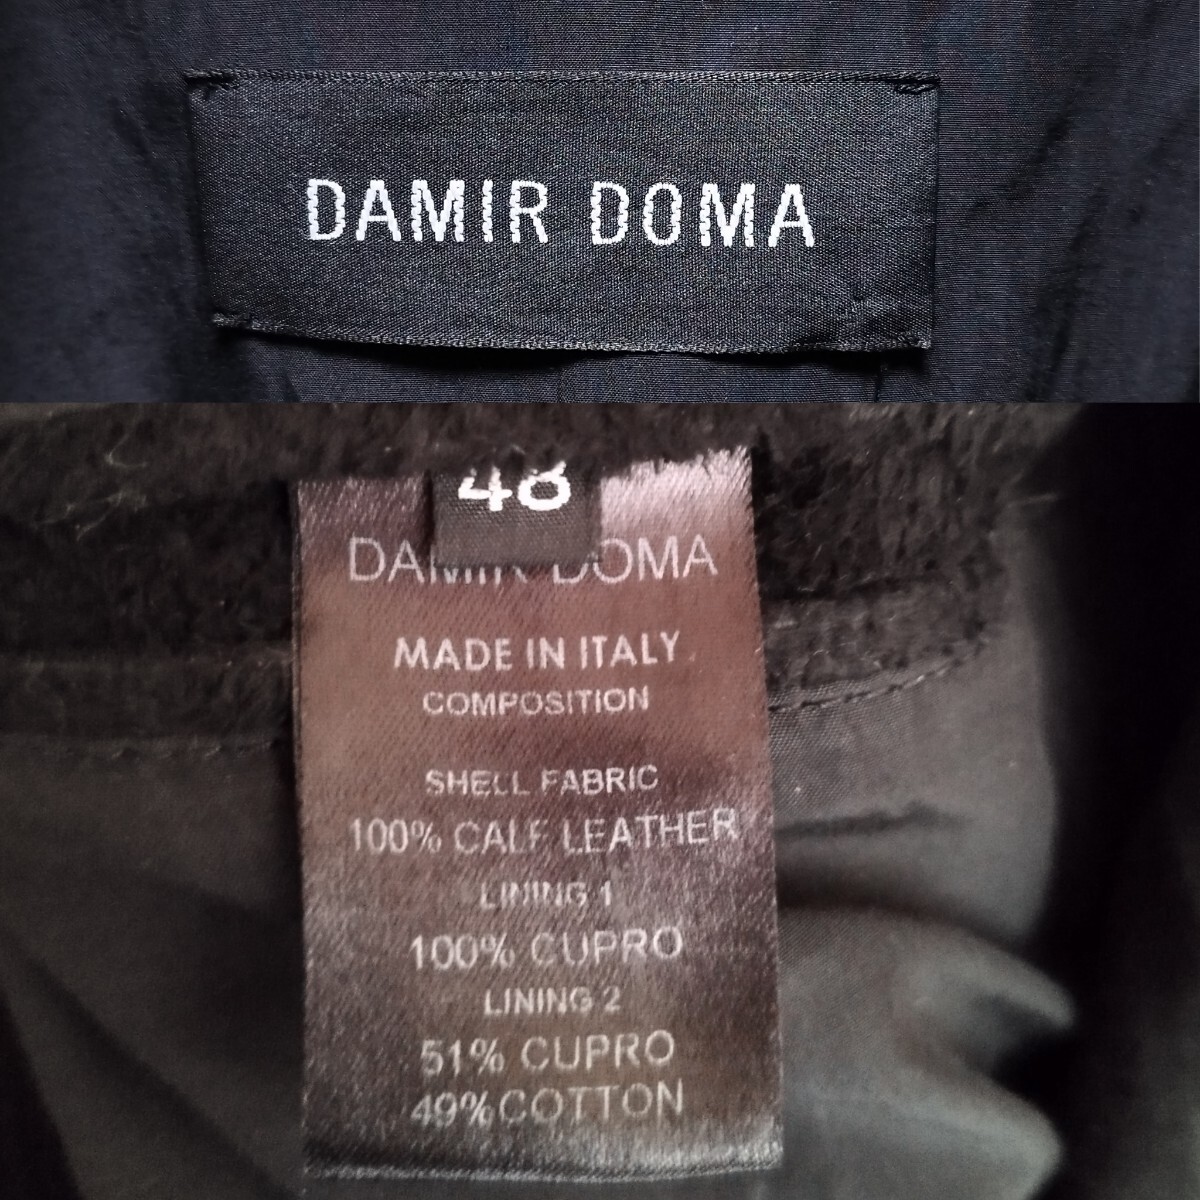 DAMIR DOMA
48
DAMIR DOMA
MADE IN ITALY
COMPOSITION
SHELL FABRIC
100% CALF LEATHER
LINING 1
100% CUPRO
LINING 2
51% CUPRO
49% COTTON